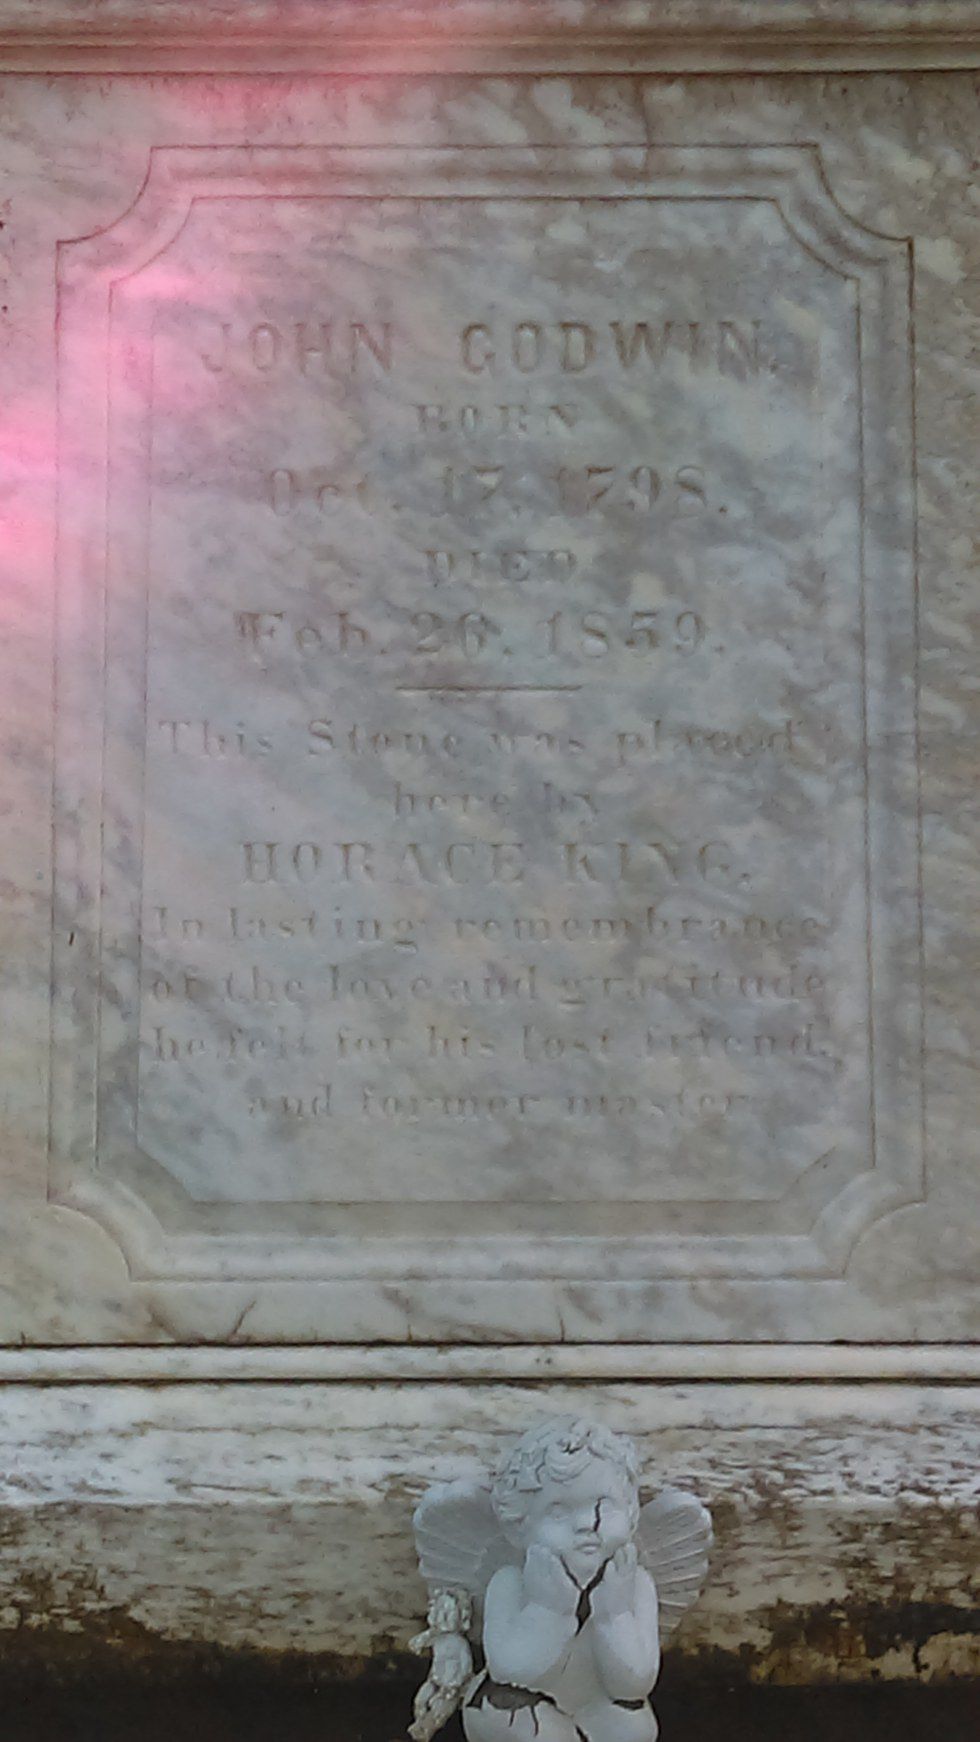 JOHN GODWIN.
BORN
Oct. 17, 1798.
DIED
Feb. 26, 1859.
This Stone was placed
here by
HORACE KING,
In lasting remembrance
of the love and gratitude
he felt for his lost friend,
and former master.